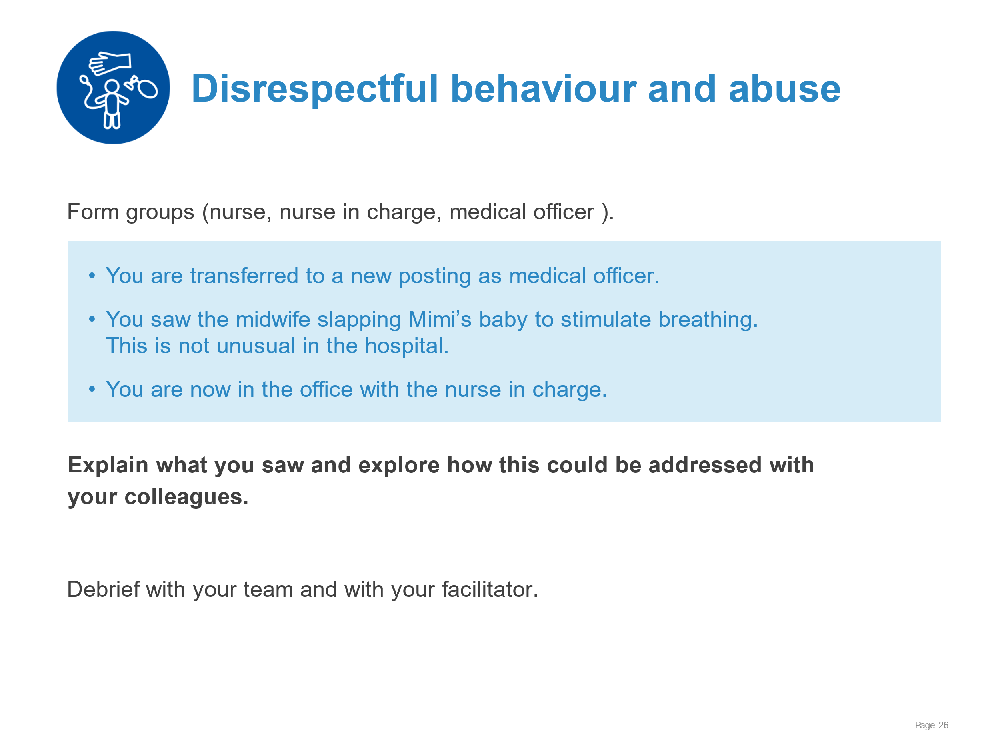 Disrespectful behaviour and abuse
Form groups (nurse, nurse in charge, medical officer ).
• You are transferred to a new posting as medical officer.
• You saw the midwife slapping Mimi’s baby to stimulate breathing.
This is not unusual in the hospital.
• You are now in the office with the nurse in charge.
Explain what you saw and explore how this could be addressed with
your colleagues.
Debrief with your team and with your facilitator.
Page 26